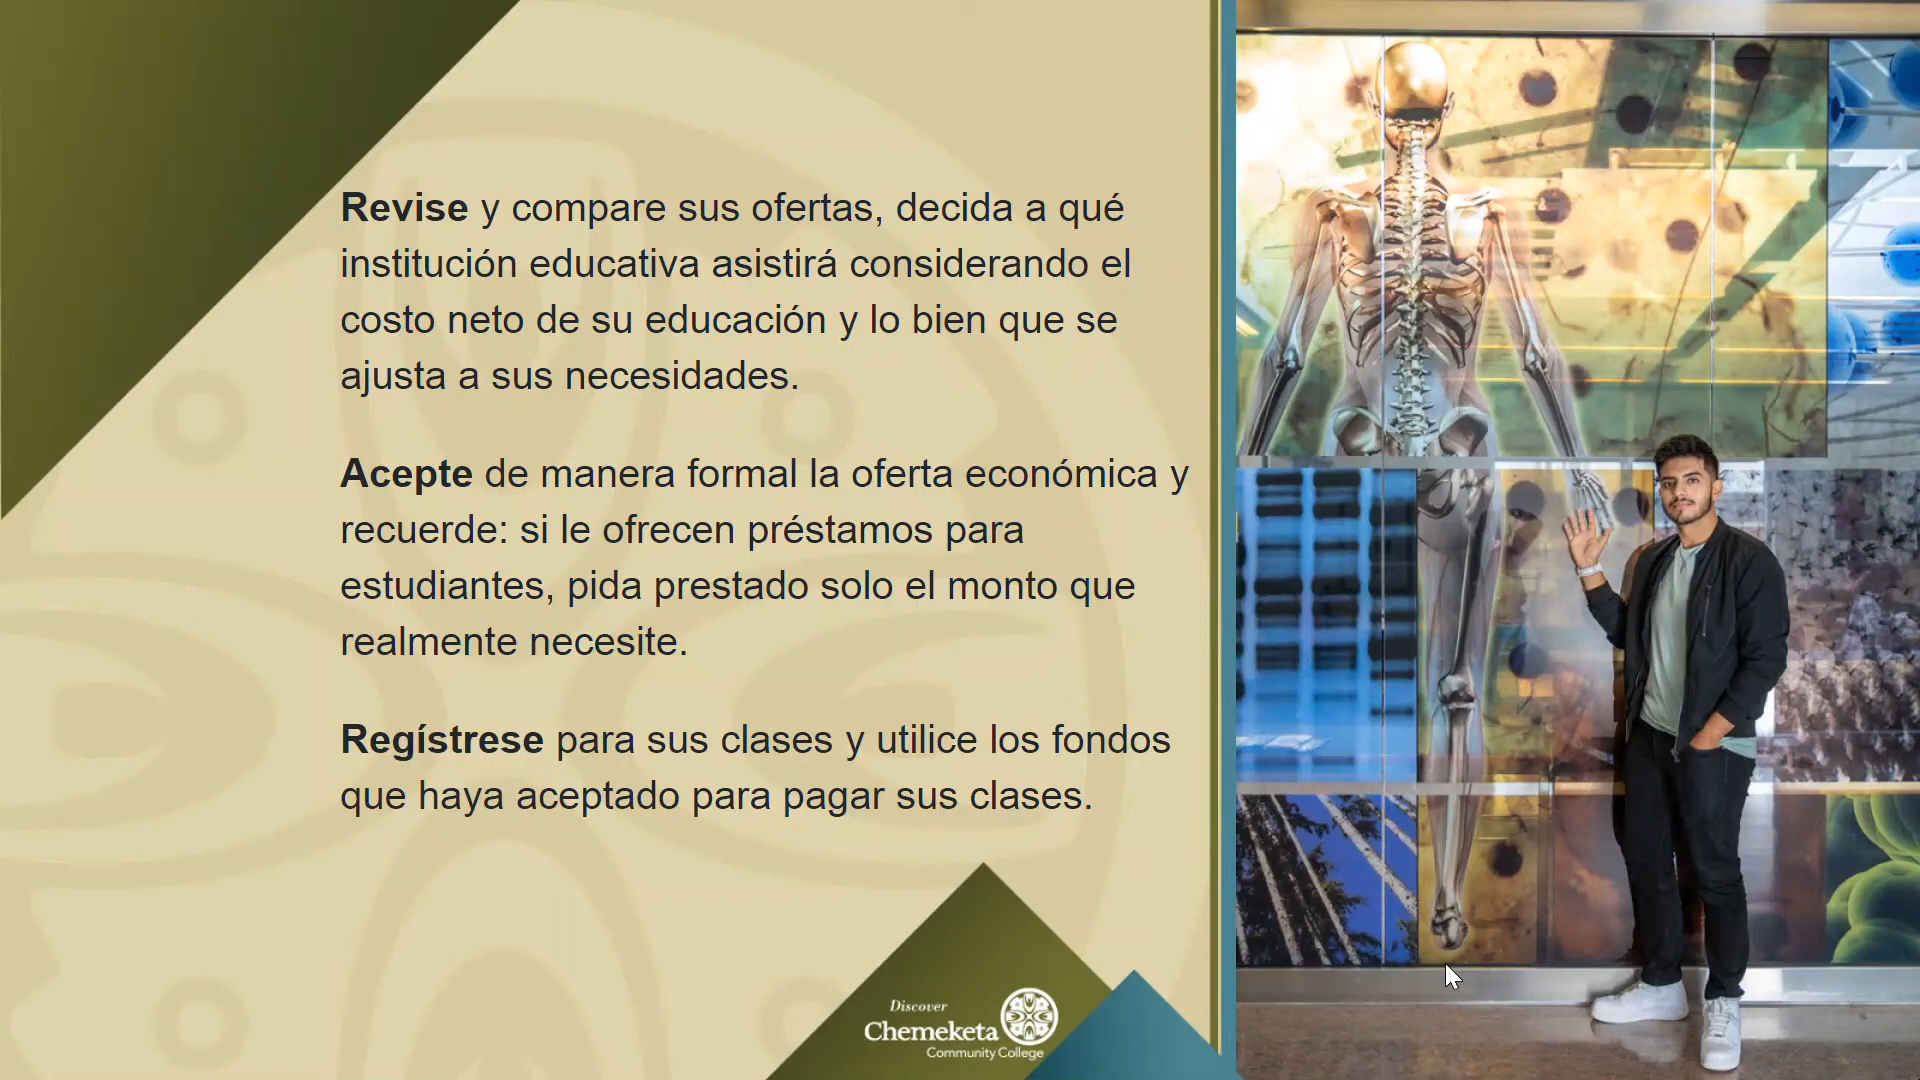 Revise y compare sus ofertas, decida a qué
institución educativa asistirá considerando el
costo neto de su educación y lo bien que se
ajusta a sus necesidades.
Acepte de manera formal la oferta económica y
recuerde: si le ofrecen préstamos para
estudiantes, pida prestado solo el monto que
realmente necesite.
Regístrese para sus clases y utilice los fondos
que haya aceptado para pagar sus clases.
Discover
Chemeketa
Community College